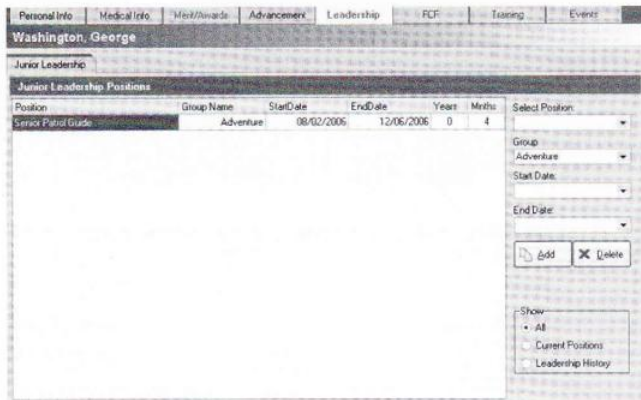 Personal Info Medical Info Merit/Awards Advancement Leadership FCF Training Events
Washington, George
Junior Leadership
Junior Leadership Positions
Position Group Name StartDate EndDate Years Mnths
Senior Patrol Guide Adventure 08/02/2006 12/06/2006 0 4
Select Position:
Group
Adventure
Start Date:
End Date:
Add Delete
Show
All
Current Positions
Leadership History